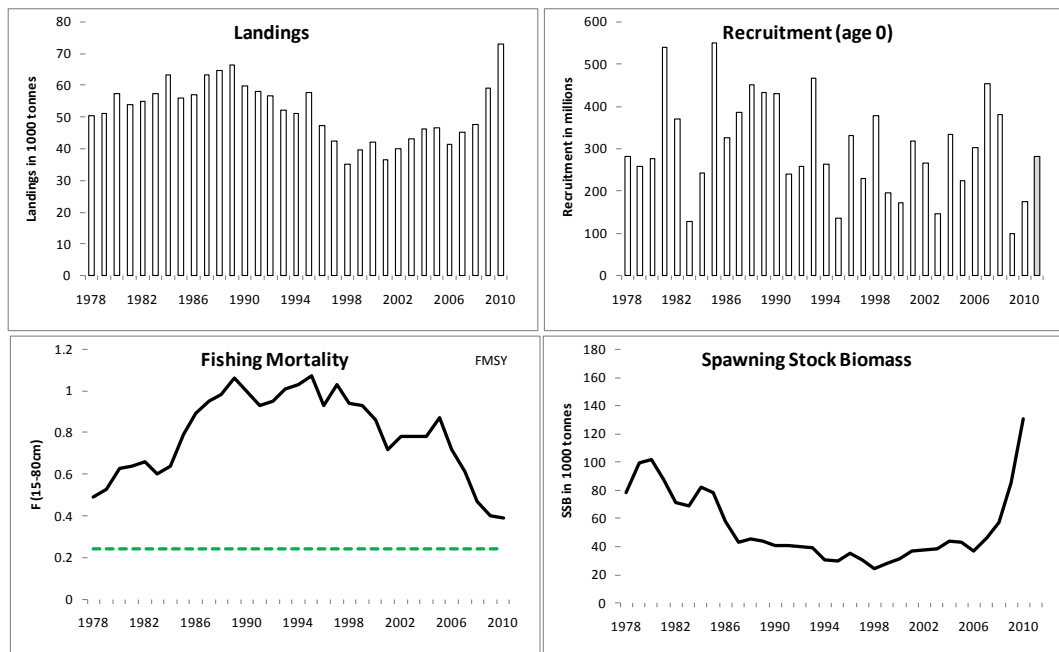 Landings
Landings in 1000 tonnes
80
70
60
50
40
30
20
10
0
1978 1982 1986 1990 1994 1998 2002 2006 2010
Recruitment (age 0)
Recruitment in millions
600
500
400
300
200
100
0
1978 1982 1986 1990 1994 1998 2002 2006 2010
Fishing Mortality
FMSY
F (15-80cm)
1.2
1
0.8
0.6
0.4
0.2
0
1978 1982 1986 1990 1994 1998 2002 2006 2010
Spawning Stock Biomass
SSB in 1000 tonnes
180
160
140
120
100
80
60
40
20
0
1978 1982 1986 1990 1994 1998 2002 2006 2010